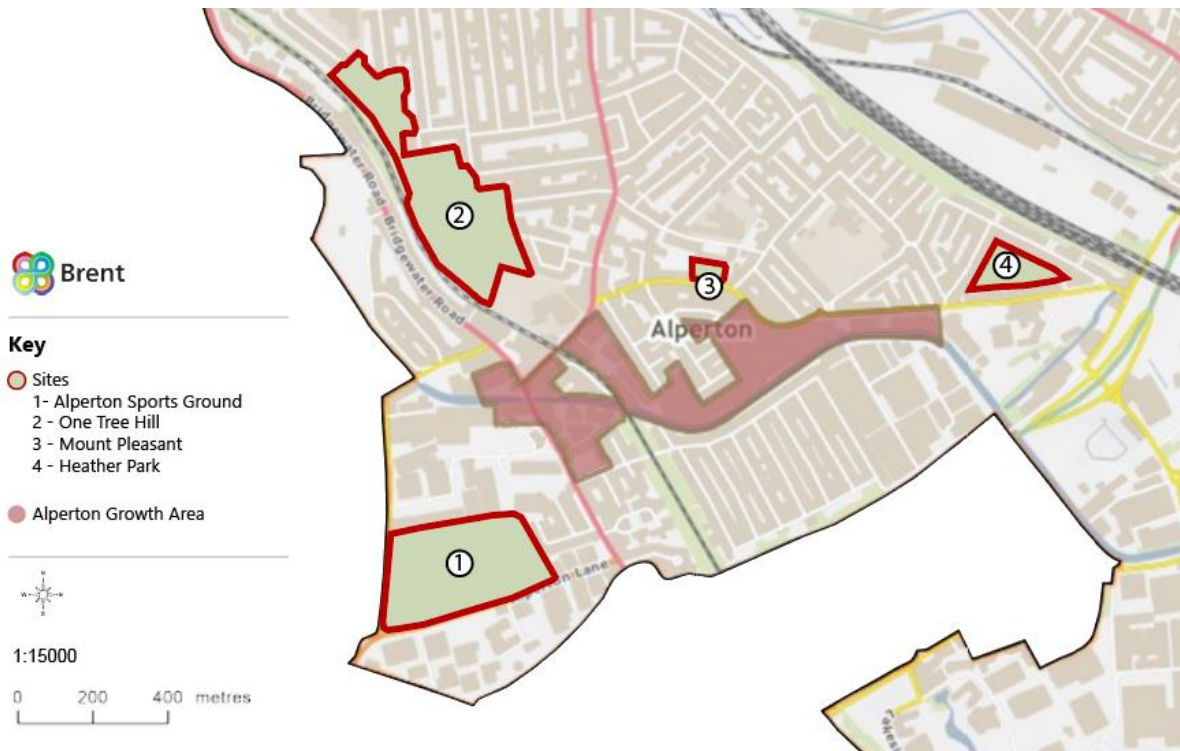 Brent
Key
Sites
1- Alperton Sports Ground
2 - One Tree Hill
3 - Mount Pleasant
4 - Heather Park
Alperton Growth Area
1:15000
0 200 400 metres
Bridgewater Road
Bridgewater Road
2
4
3
Alperton
1
Lane